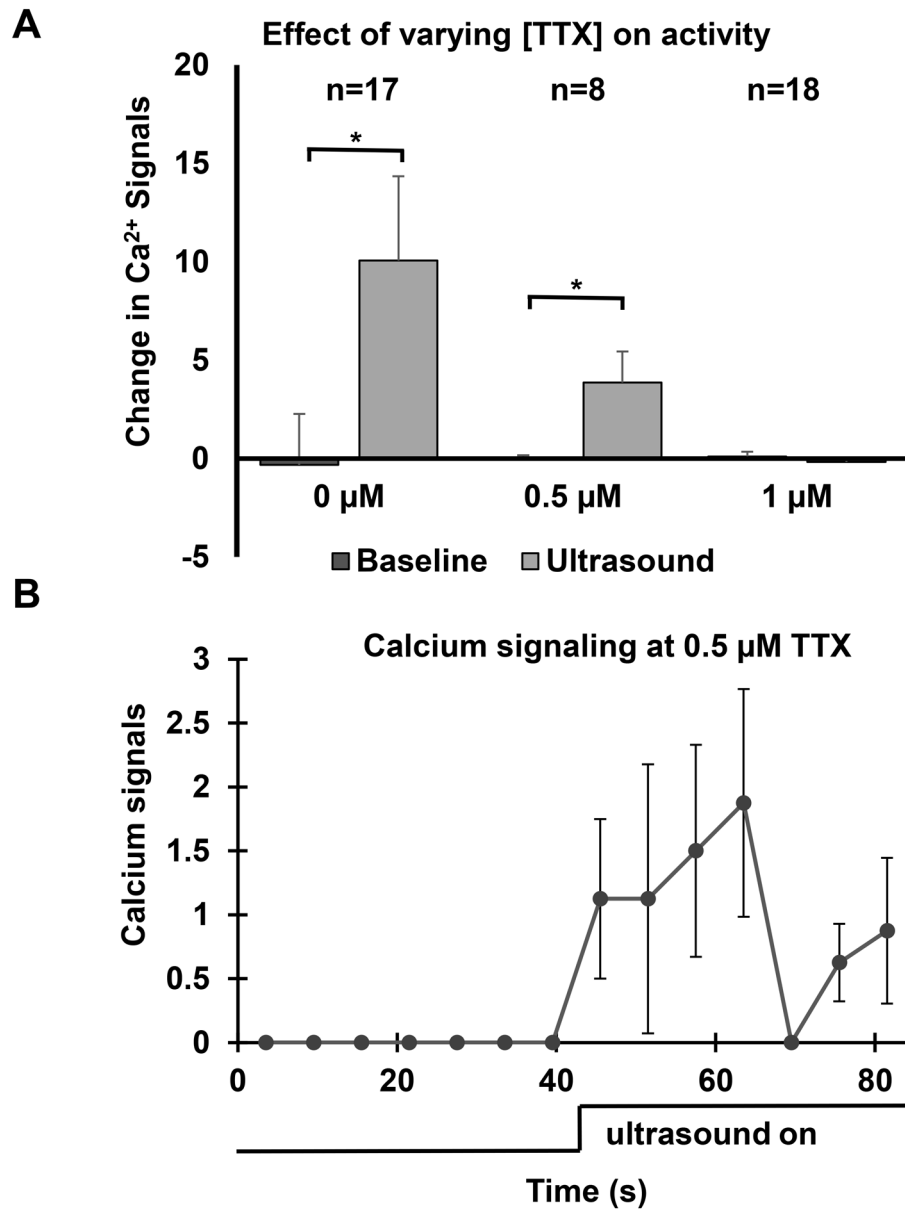 A
Effect of varying [TTX] on activity
n=17 n=8 n=18
* *
Change in Ca²⁺ Signals
20
15
10
5
0
-5
0 µM 0.5 µM 1 µM
Baseline Ultrasound
B
Calcium signaling at 0.5 µM TTX
Calcium signals
3
2.5
2
1.5
1
0.5
0
0 20 40 60 80
ultrasound on
Time (s)